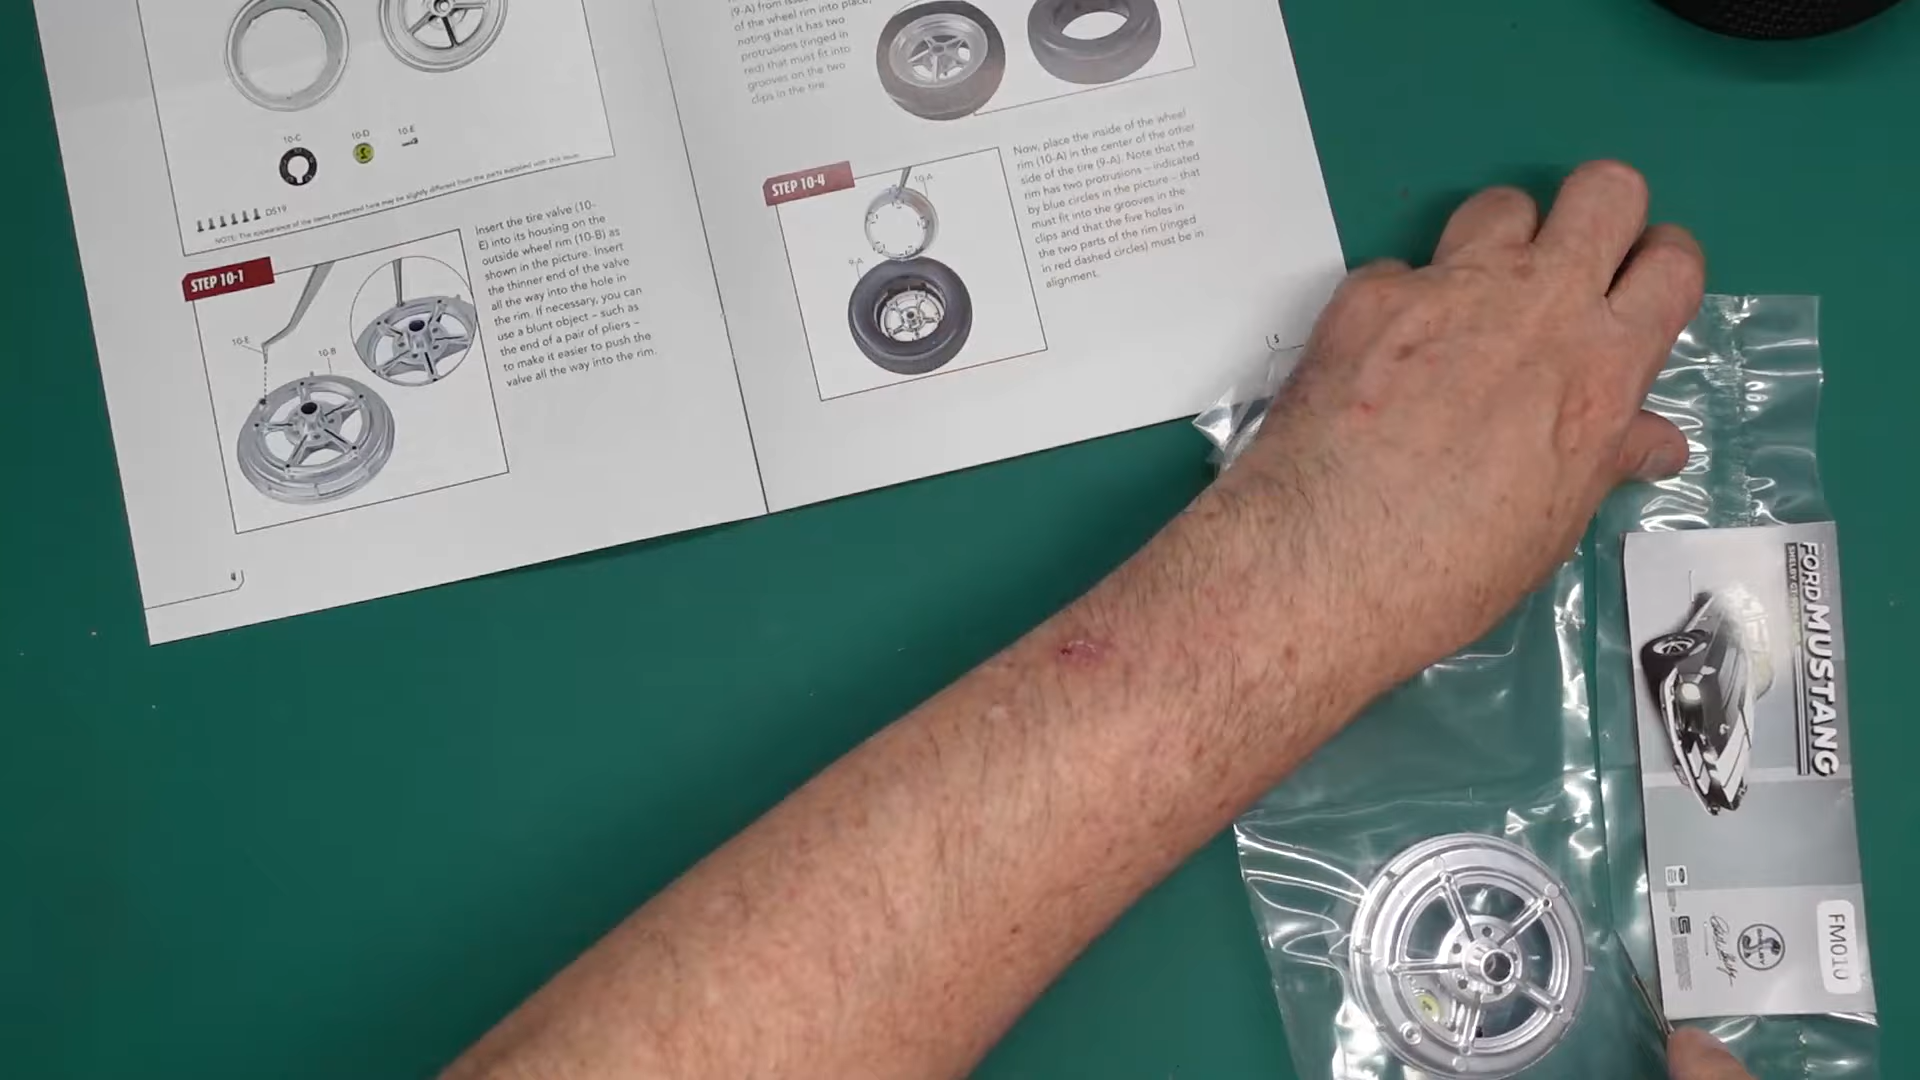 10-C
10-D
10-E
DS19
NOTE: The appearance of the items presented here may be slightly different from the parts supplied with this issue.
STEP 10-1
10-E
10-B
Insert the tire valve (10-
E) into its housing on the
outside wheel rim (10-B) as
shown in the picture. Insert
the thinner end of the valve
all the way into the hole in
the rim. If necessary, you can
use a blunt object – such as
the end of a pair of pliers –
to make it easier to push the
valve all the way into the rim.
4
of the wheel rim into place,
noting that it has two
protrusions (ringed in
red) that must fit into
grooves on the two
clips in the tire.
STEP 10-4
10-A
9-A
Now, place the inside of the wheel
rim (10-A) in the center of the other
side of the tire (9-A). Note that the
rim has two protrusions – indicated
by blue circles in the picture – that
must fit into the grooves in the
clips and that the five holes in
the two parts of the rim (ringed
in red dashed circles) must be in
alignment.
5
FORD MUSTANG
SHELBY
SHELBY
FM010